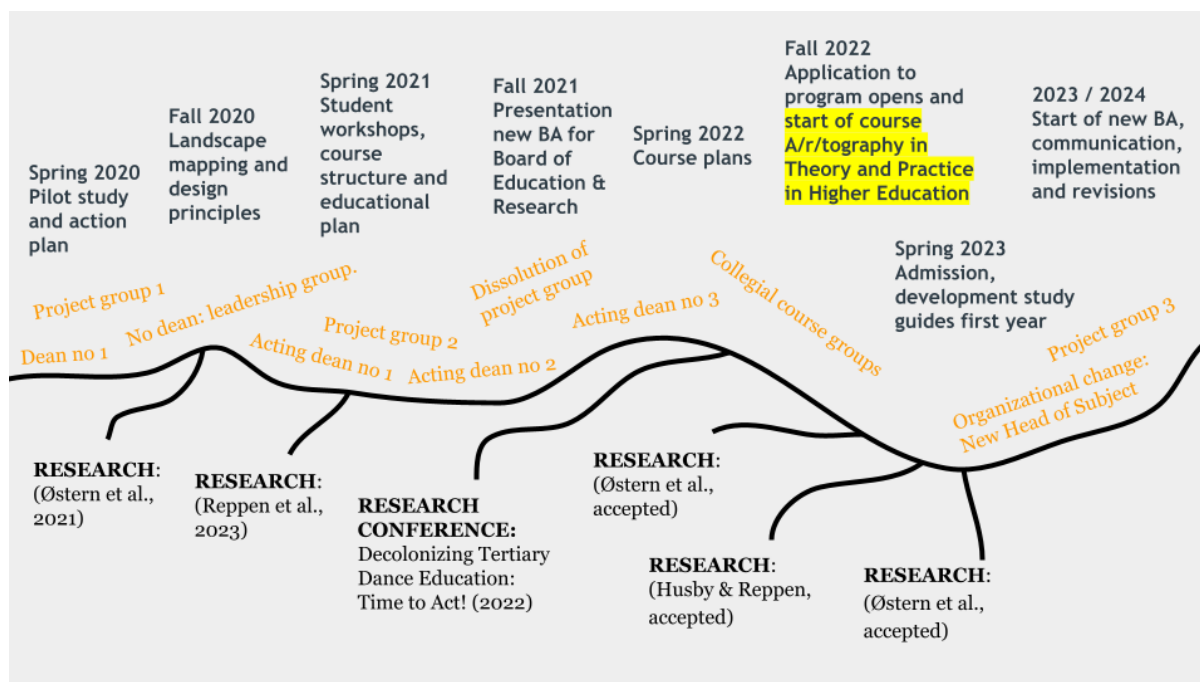 Spring 2020
Pilot study
and action
plan
Fall 2020
Landscape
mapping and
design
principles
Spring 2021
Student
workshops,
course
structure and
educational
plan
Fall 2021
Presentation
new BA for
Board of
Education &
Research
Spring 2022
Course plans
Fall 2022
Application to
program opens and
start of course
A/r/tography in
Theory and Practice
in Higher Education
2023 / 2024
Start of new BA,
communication,
implementation
and revisions
Spring 2023
Admission,
development study
guides first year
Project group 1
Dean no 1
No dean: leadership group.
Acting dean no 1
Project group 2
Acting dean no 2
Dissolution of
project group
Acting dean no 3
Collegial course groups
Project group 3
Organizational change:
New Head of Subject
RESEARCH:
(Østern et al.,
2021)
RESEARCH:
(Reppen et al.,
2023)
RESEARCH
CONFERENCE:
Decolonizing Tertiary
Dance Education:
Time to Act! (2022)
RESEARCH:
(Østern et al.,
accepted)
RESEARCH:
(Husby & Reppen,
accepted)
RESEARCH:
(Østern et al.,
accepted)